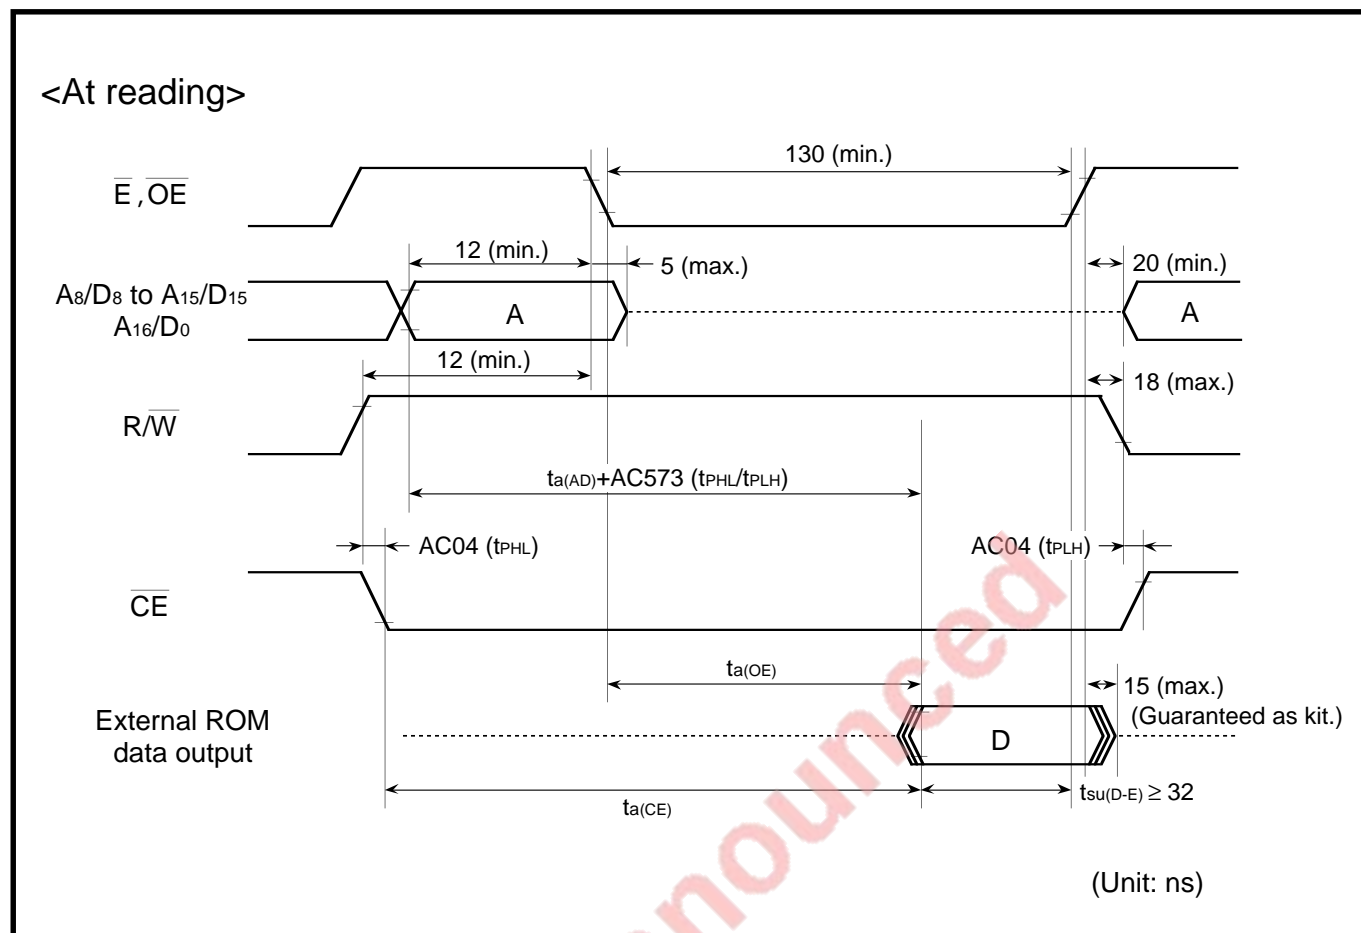 <At reading>
130 (min.)
E , OE
12 (min.)
5 (max.)
20 (min.)
A8/D8 to A15/D15
A16/D0
A
A
12 (min.)
18 (max.)
R/W
ta(AD)+AC573 (tPHL/tPLH)
AC04 (tPHL)
AC04 (tPLH)
CE
ta(OE)
15 (max.)
(Guaranteed as kit.)
External ROM
data output
D
ta(CE)
tsu(D-E) ≥ 32
(Unit: ns)
nounced